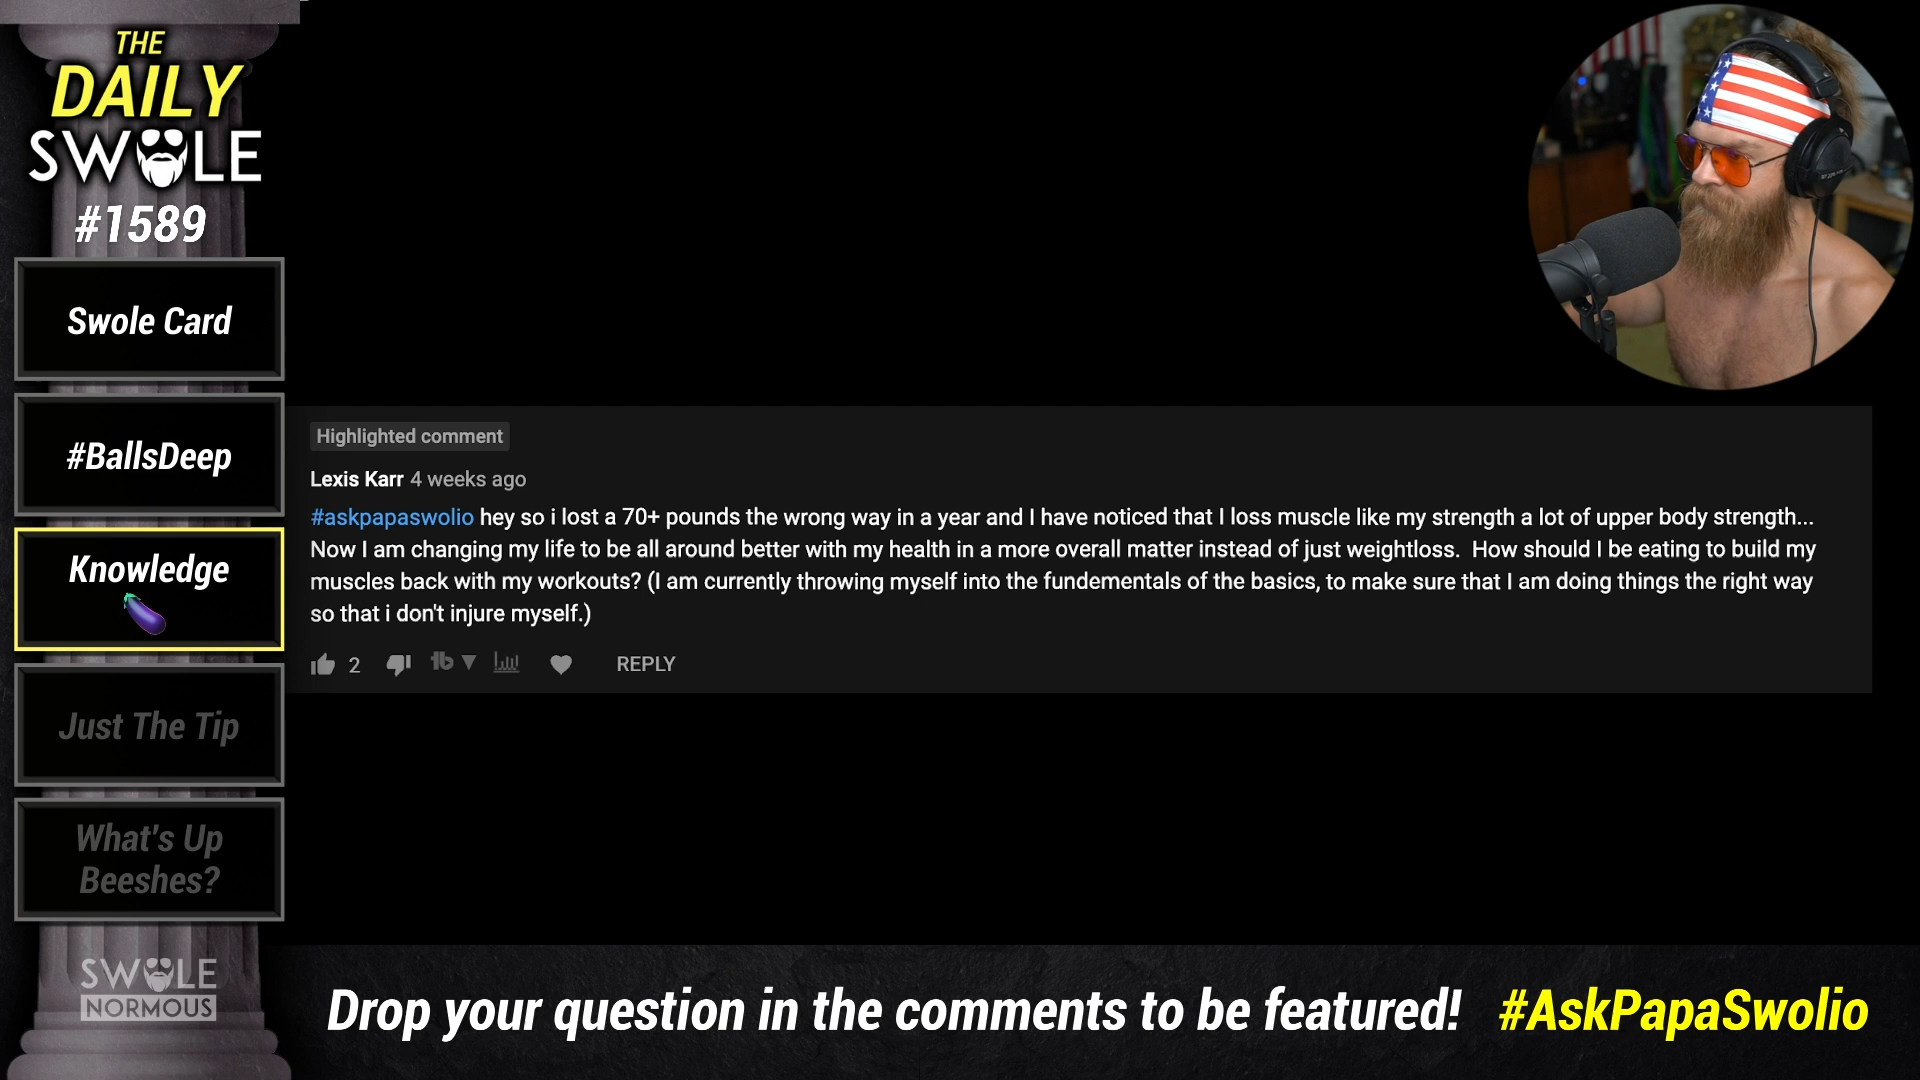 THE
DAILY
SWOLE
#1589
Swole Card
#BallsDeep
Knowledge
Just The Tip
What's Up
Beeshes?
SWOLE
NORMOUS
Highlighted comment
Lexis Karr 4 weeks ago
#askpapaswolio hey so i lost a 70+ pounds the wrong way in a year and I have noticed that I loss muscle like my strength a lot of upper body strength...
Now I am changing my life to be all around better with my health in a more overall matter instead of just weightloss.  How should I be eating to build my
muscles back with my workouts? (I am currently throwing myself into the fundementals of the basics, to make sure that I am doing things the right way
so that i don't injure myself.)
2 tb REPLY
Drop your question in the comments to be featured! #AskPapaSwolio